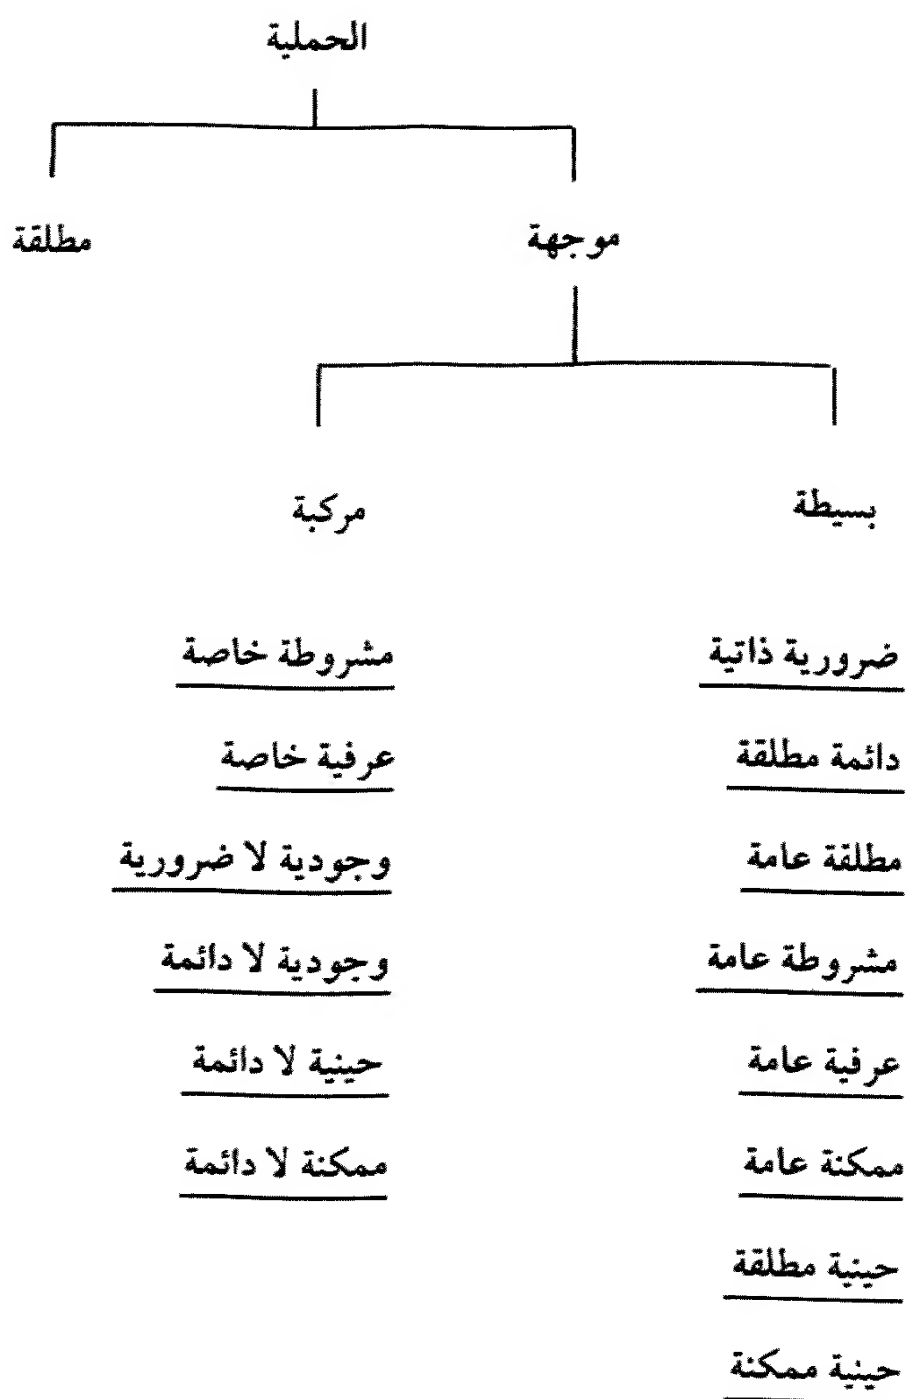 الحملية
موجهة
مطلقة
بسيطة
مركبة
ضرورية ذاتية
دائمة مطلقة
مطلقة عامة
مشروطة عامة
عرفية عامة
ممكنة عامة
حينية مطلقة
حينية ممكنة
مشروطة خاصة
عرفية خاصة
وجودية لا ضرورية
وجودية لا دائمة
حينية لا دائمة
ممكنة لا دائمة